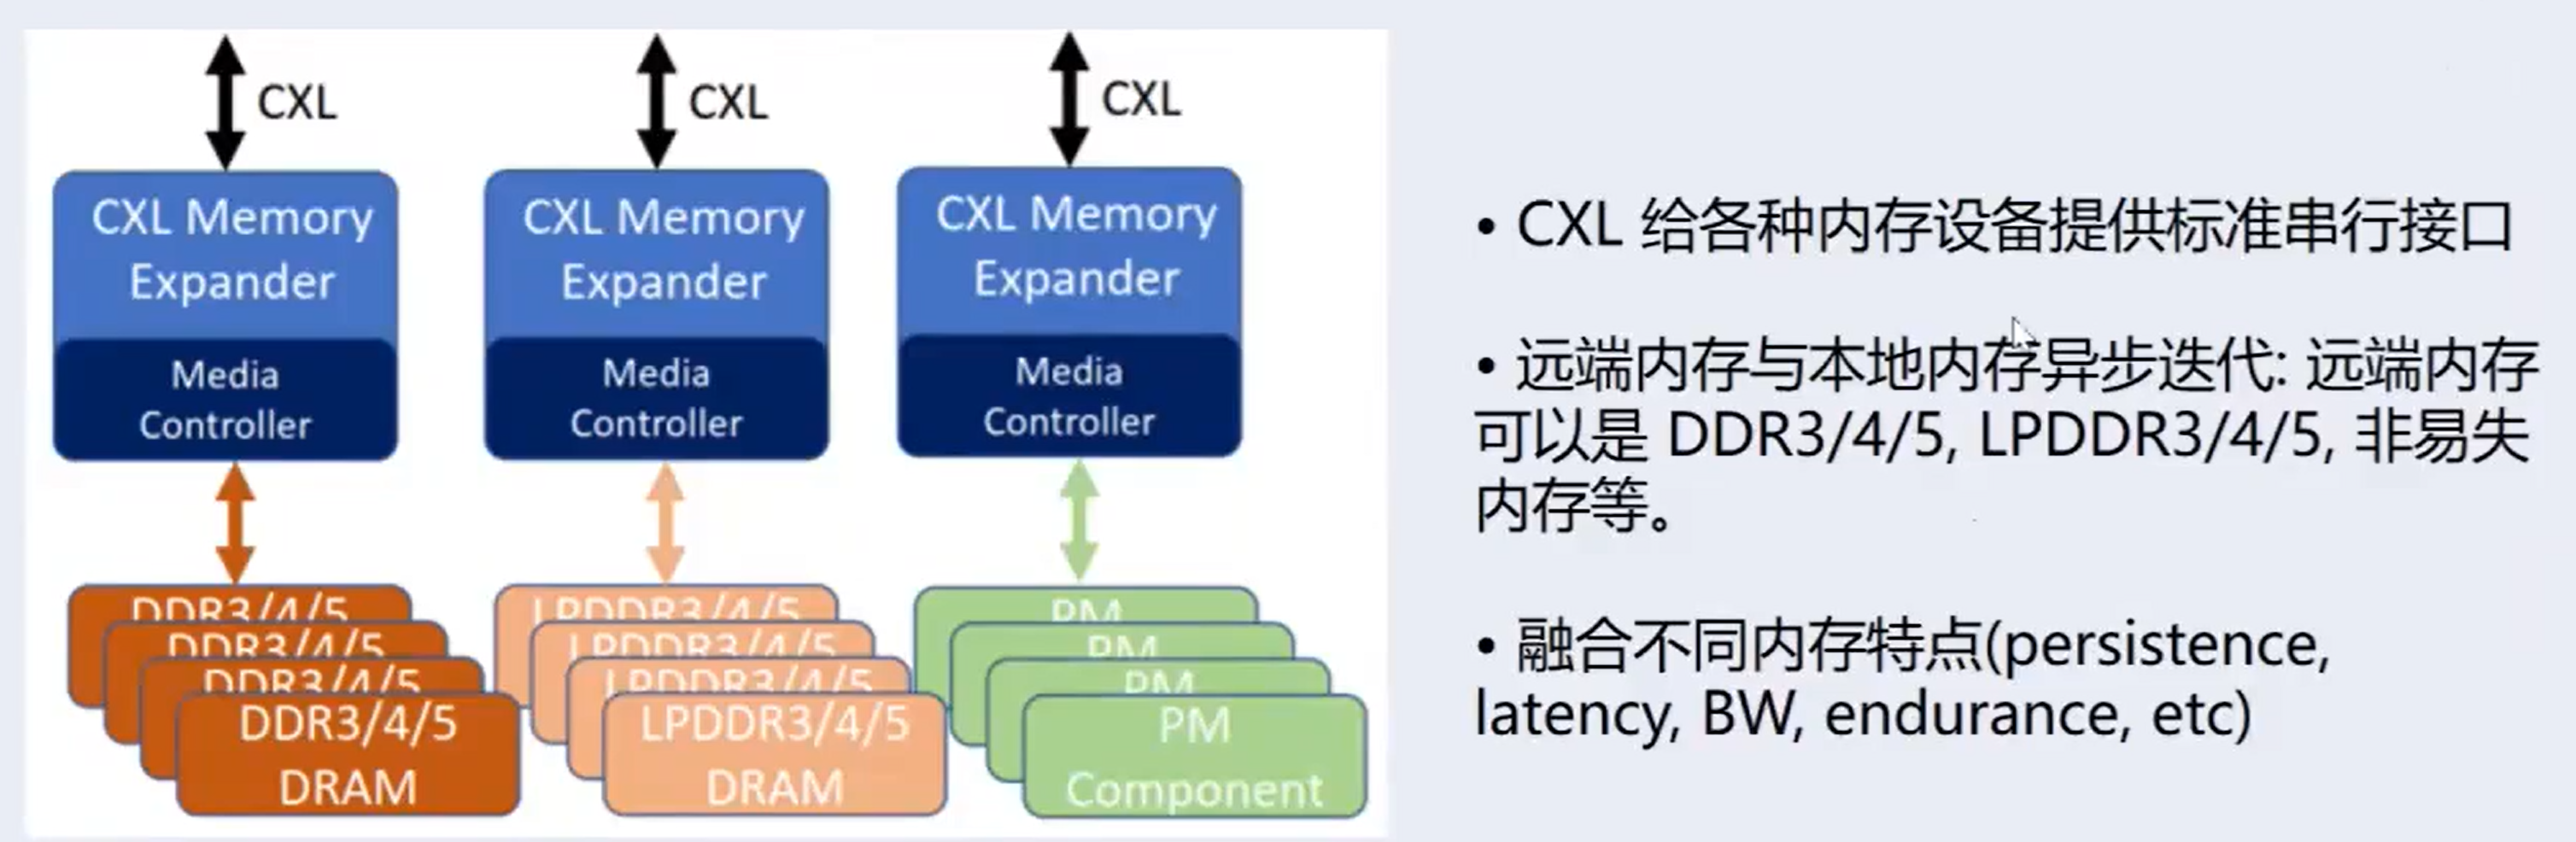 CXL
CXL
CXL
CXL Memory
Expander
Media
Controller
CXL Memory
Expander
Media
Controller
CXL Memory
Expander
Media
Controller
DDR3/4/5
DDR3/4/5
DDR3/4/5
DDR3/4/5
DRAM
LPDDR3/4/5
LPDDR3/4/5
LPDDR3/4/5
LPDDR3/4/5
DRAM
PM
PM
PM
PM
Component
• CXL 给各种内存设备提供标准串行接口
• 远端内存与本地内存异步迭代: 远端内存
可以是 DDR3/4/5, LPDDR3/4/5, 非易失
内存等。
• 融合不同内存特点(persistence,
latency, BW, endurance, etc)